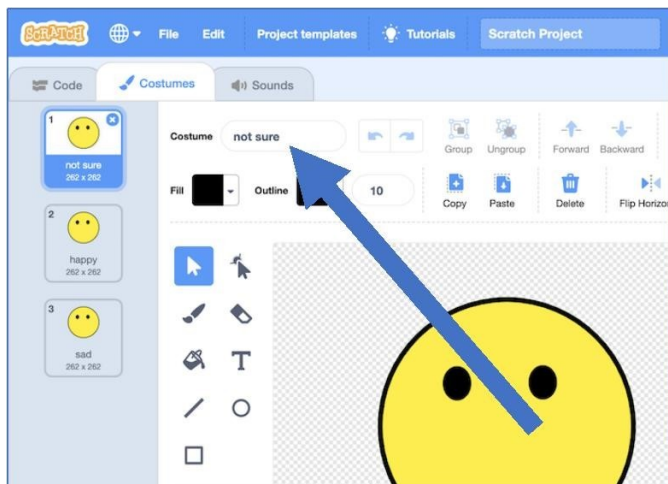 SCRATCH File Edit Project templates Tutorials Scratch Project
Code Costumes Sounds
1
not sure
262 x 262
2
happy
262 x 262
3
sad
262 x 262
Costume not sure Group Ungroup Forward Backward
Fill Outline 10 Copy Paste Delete Flip Horizo
T